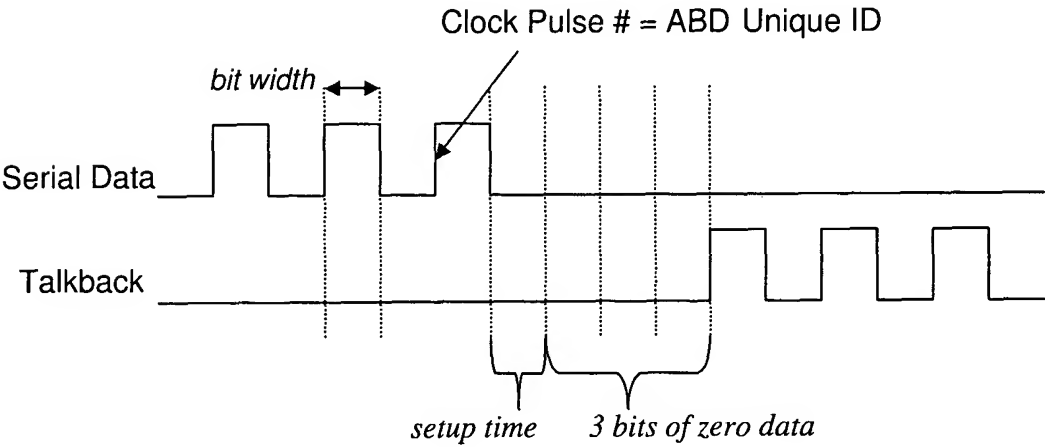 Clock Pulse # = ABD Unique ID
bit width
Serial Data
Talkback
setup time
3 bits of zero data